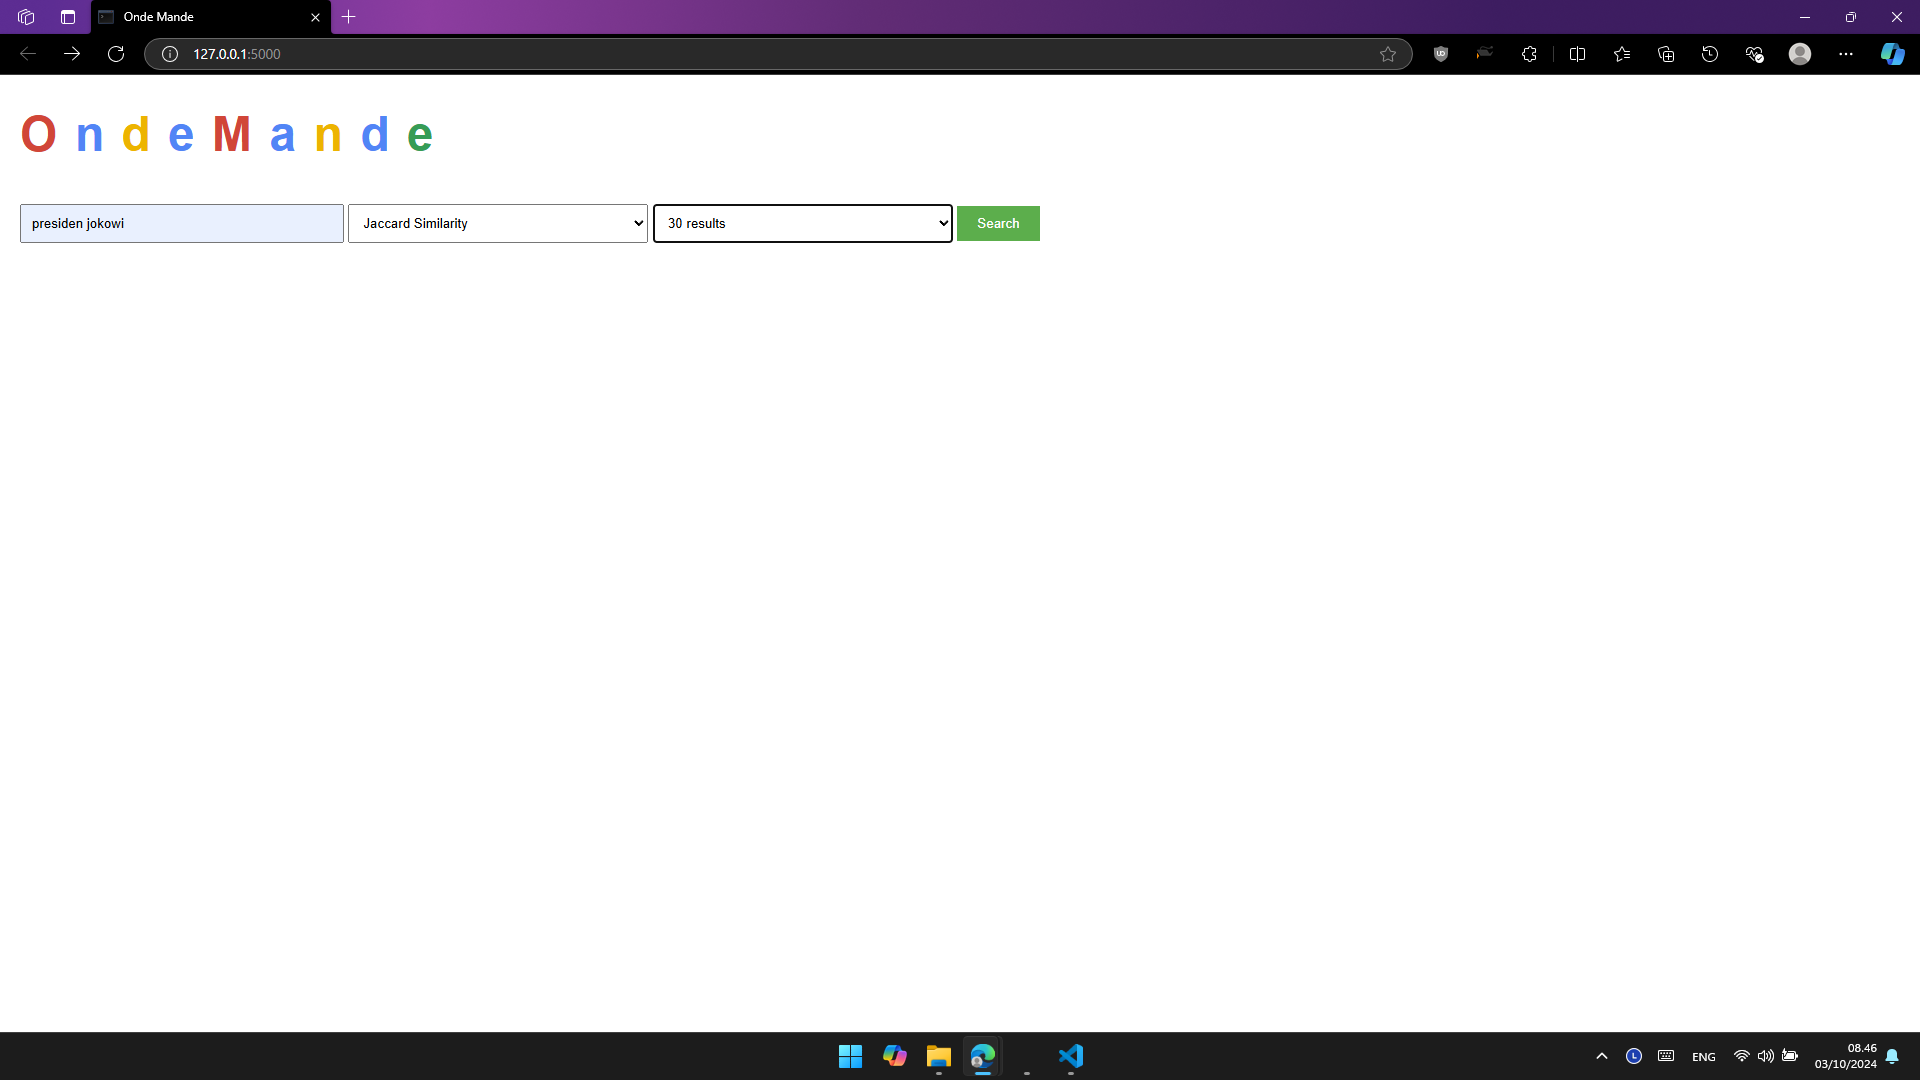 Onde Mande
127.0.0.1:5000
O n d e M a n d e
presiden jokowi
Jaccard Similarity
30 results
Search
ENG
08.46
03/10/2024